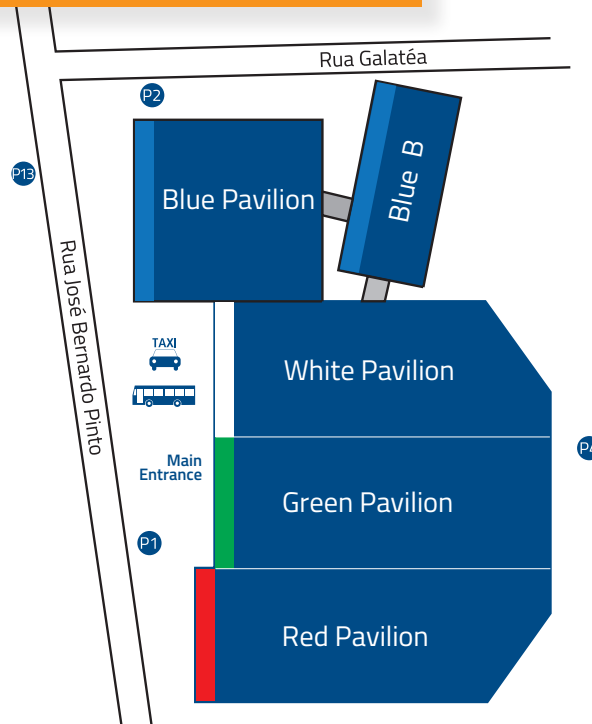 Rua Galatéa
P2
Blue B
P13
Blue Pavilion
Rua José Bernardo Pinto
TAXI
White Pavilion
Main
Entrance
P4
Green Pavilion
P1
Red Pavilion